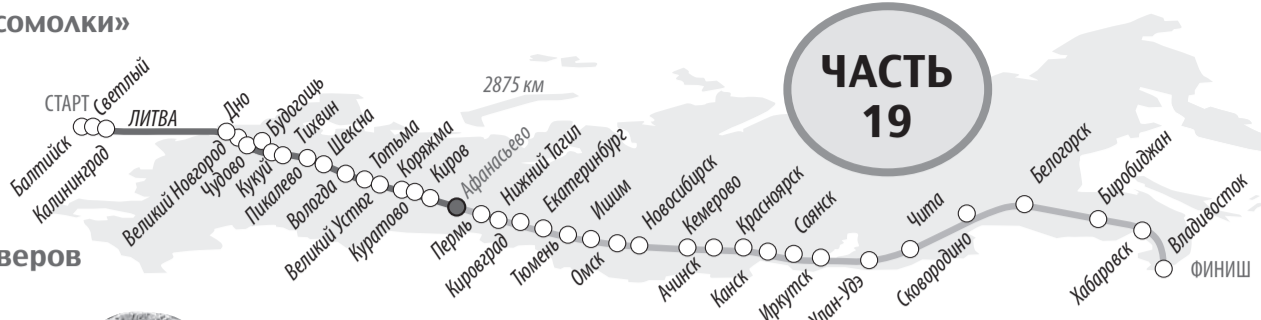 сомолки»
веров
ЧАСТЬ
19
2875 км
СТАРТ
Балтийск
Светлый
Калининград
ЛИТВА
Дно
Великий Новгород
Чудово
Будогощь
Кукуй
Тихвин
Пикалево
Шексна
Вологда
Тотьма
Великий Устюг
Коряжма
Куратово
Киров
Афанасьево
Пермь
Нижний Тагил
Кировград
Екатеринбург
Тюмень
Ишим
Омск
Новосибирск
Ачинск
Кемерово
Канск
Красноярск
Иркутск
Саянск
Улан-Удэ
Чита
Сковородино
Белогорск
Биробиджан
Хабаровск
Владивосток
ФИНИШ